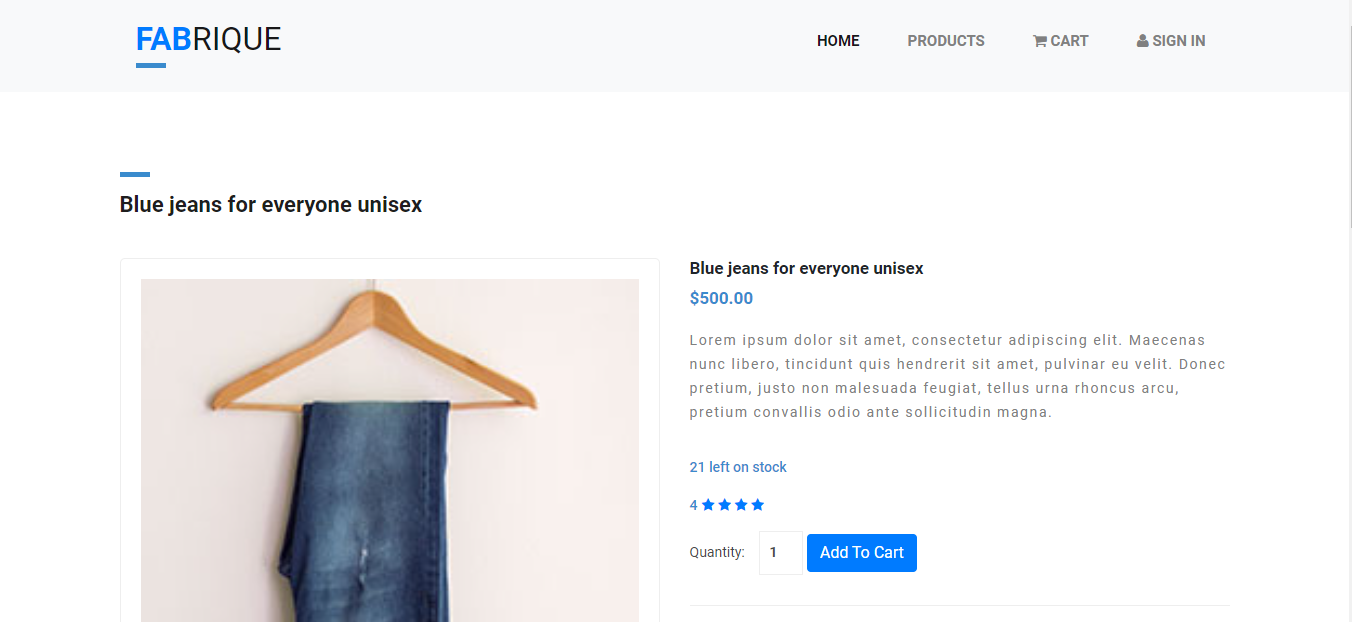 FABRIQUE
HOME PRODUCTS CART SIGN IN
Blue jeans for everyone unisex
Blue jeans for everyone unisex
$500.00
Lorem ipsum dolor sit amet, consectetur adipiscing elit. Maecenas
nunc libero, tincidunt quis hendrerit sit amet, pulvinar eu velit. Donec
pretium, justo non malesuada feugiat, tellus urna rhoncus arcu,
pretium convallis odio ante sollicitudin magna.
21 left on stock
4
Quantity: 1 Add To Cart